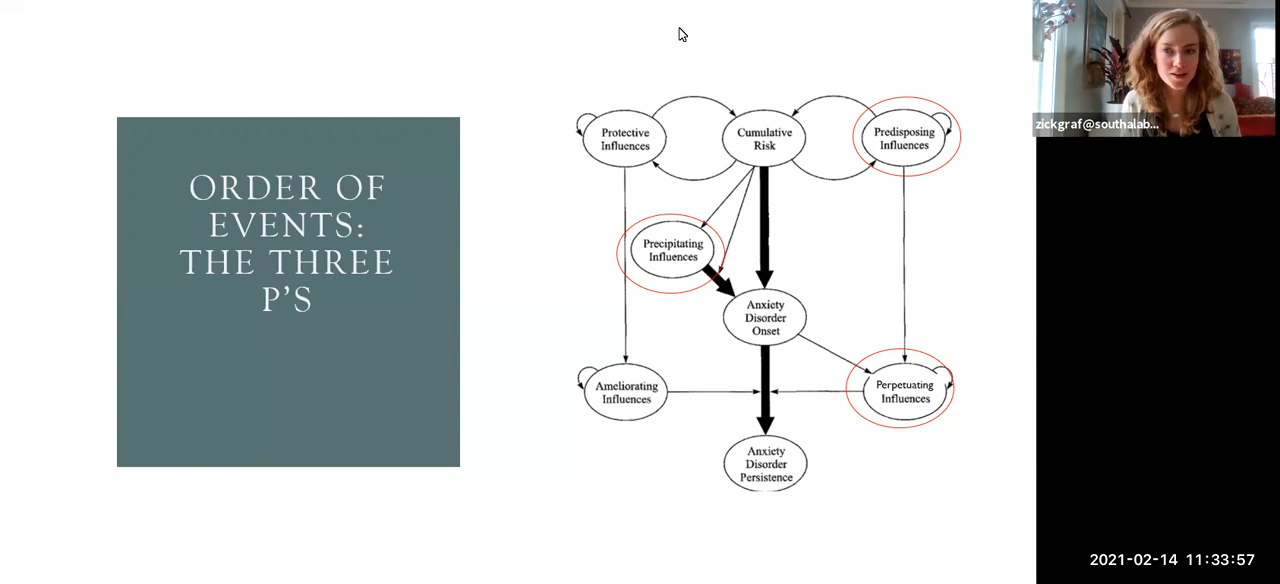 ORDER OF
EVENTS:
THE THREE
P'S
Protective
Influences
Cumulative
Risk
Predisposing
Influences
Precipitating
Influences
Anxiety
Disorder
Onset
Ameliorating
Influences
Perpetuating
Influences
Anxiety
Disorder
Persistence
zickgraf@southalab...
2021-02-14 11:33:57